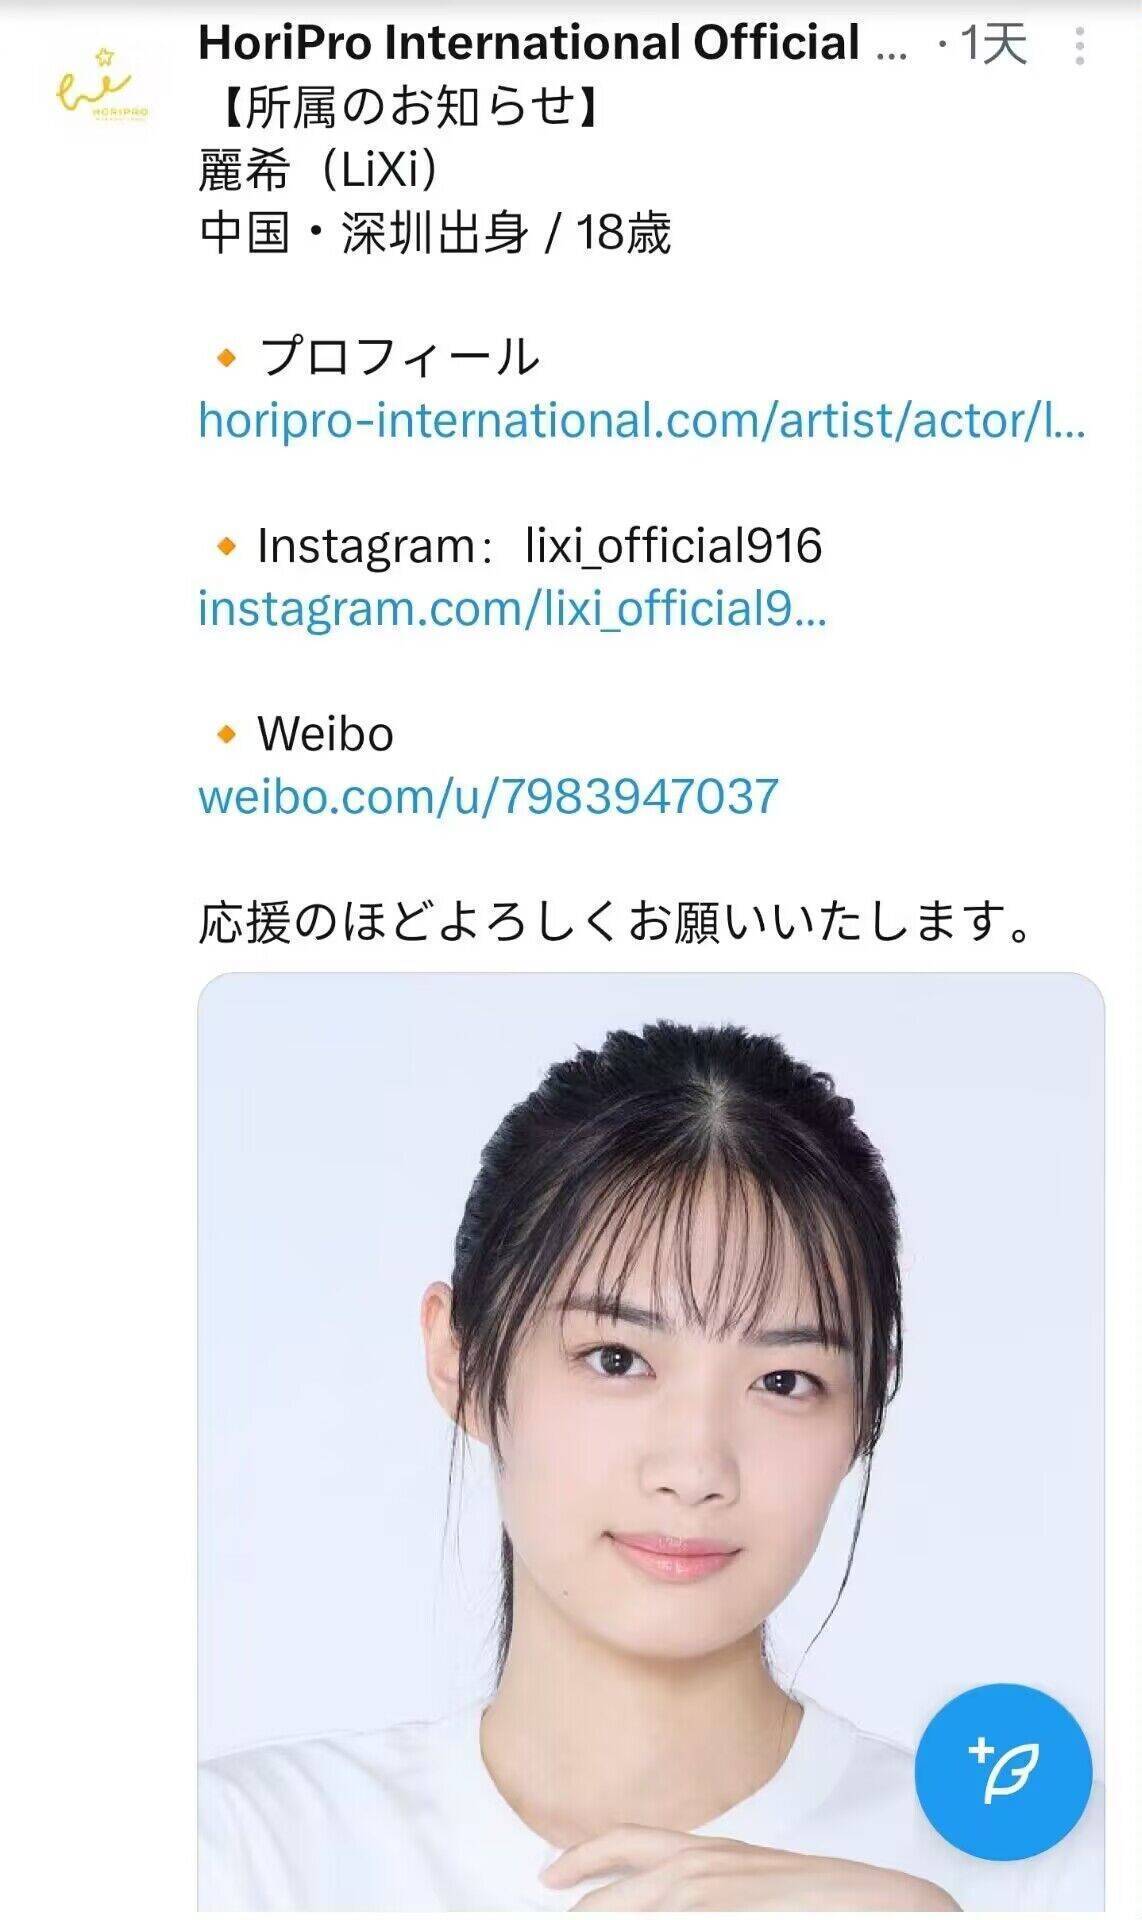 HoriPro International Official ... · 1天
HORIPRO
【所属のお知らせ】
麗希（LiXi）
中国・深圳出身 / 18歳
🔸プロフィール
horipro-international.com/artist/actor/l...
🔸Instagram：lixi_official916
instagram.com/lixi_official9...
🔸Weibo
weibo.com/u/7983947037
応援のほどよろしくお願いいたします。